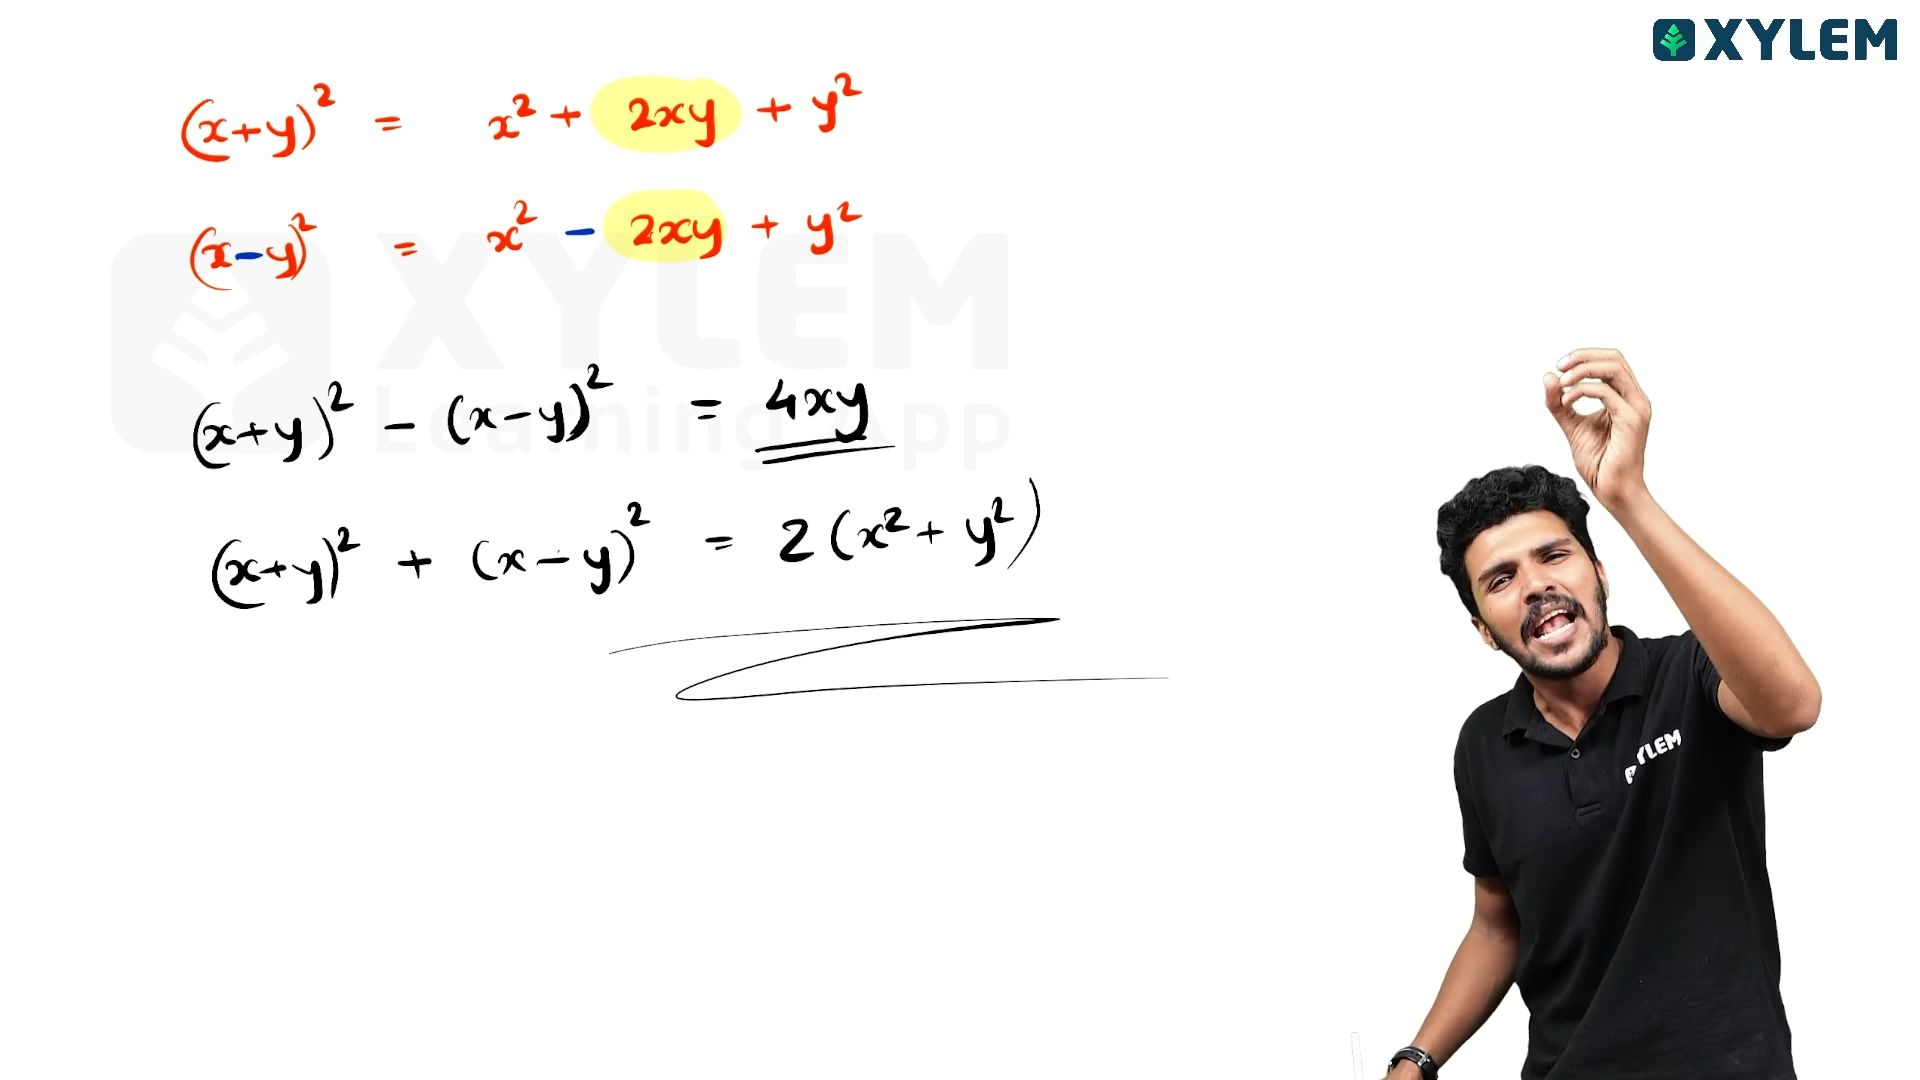 XYLEM
(x+y)² = x² + 2xy + y²
(x-y)² = x² - 2xy + y²
XYLEM
Learning App
(x+y)² - (x-y)² = 4xy
(x+y)² + (x-y)² = 2(x² + y²)
XYLEM